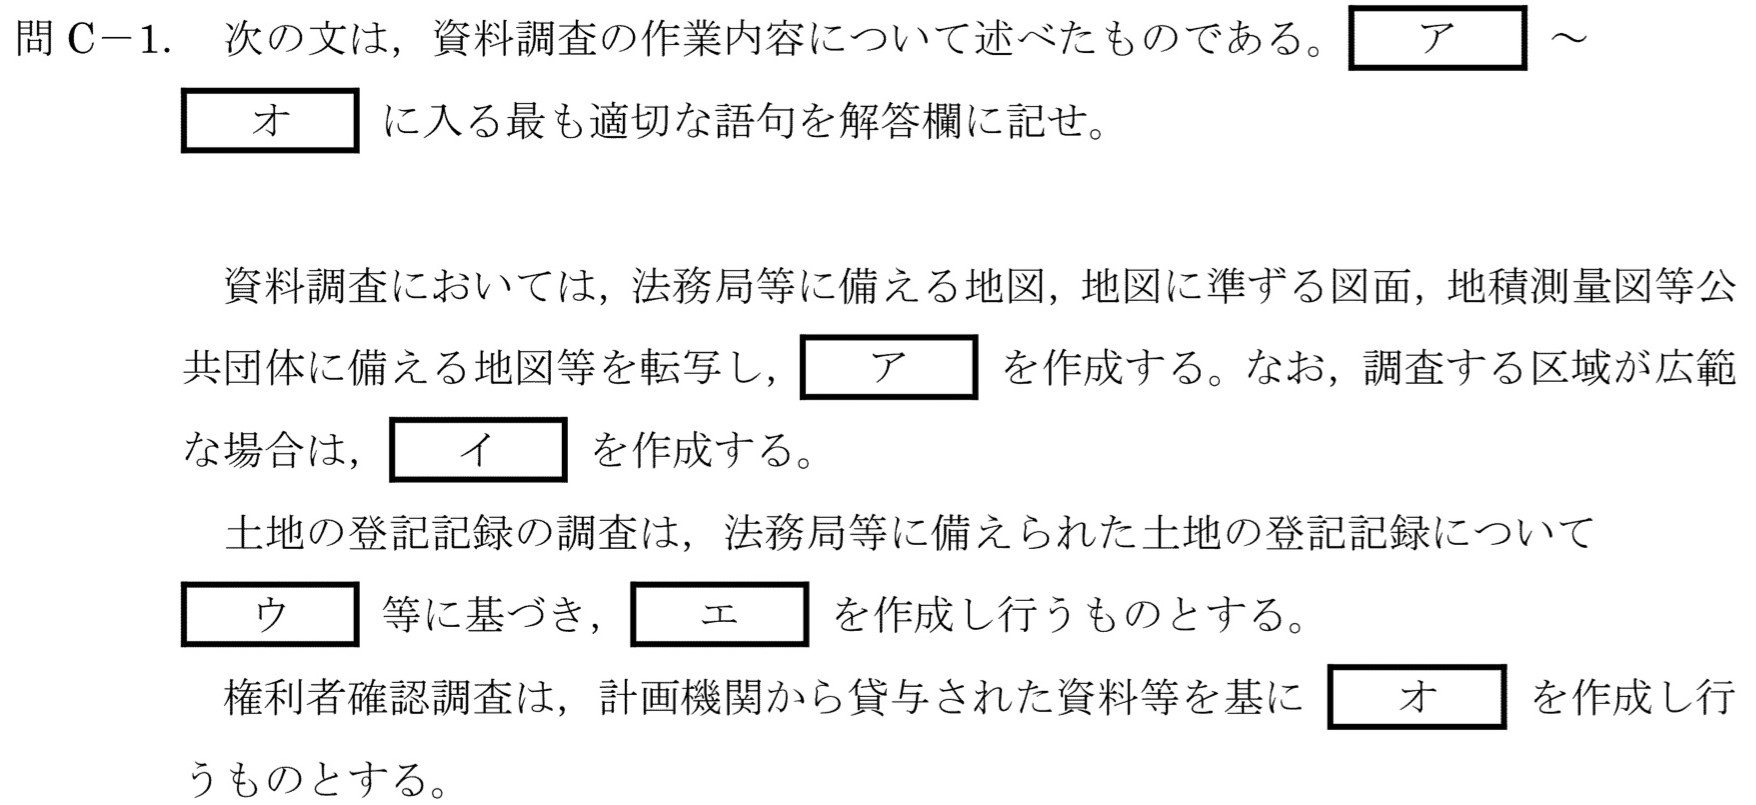 問 C－1.　次の文は，資料調査の作業内容について述べたものである。 ア ～
オ に入る最も適切な語句を解答欄に記せ。
資料調査においては，法務局等に備える地図，地図に準ずる図面，地積測量図等公
共団体に備える地図等を転写し， ア を作成する。なお，調査する区域が広範
な場合は， イ を作成する。
土地の登記記録の調査は，法務局等に備えられた土地の登記記録について
ウ 等に基づき， エ を作成し行うものとする。
権利者確認調査は，計画機関から貸与された資料等を基に オ を作成し行
うものとする。